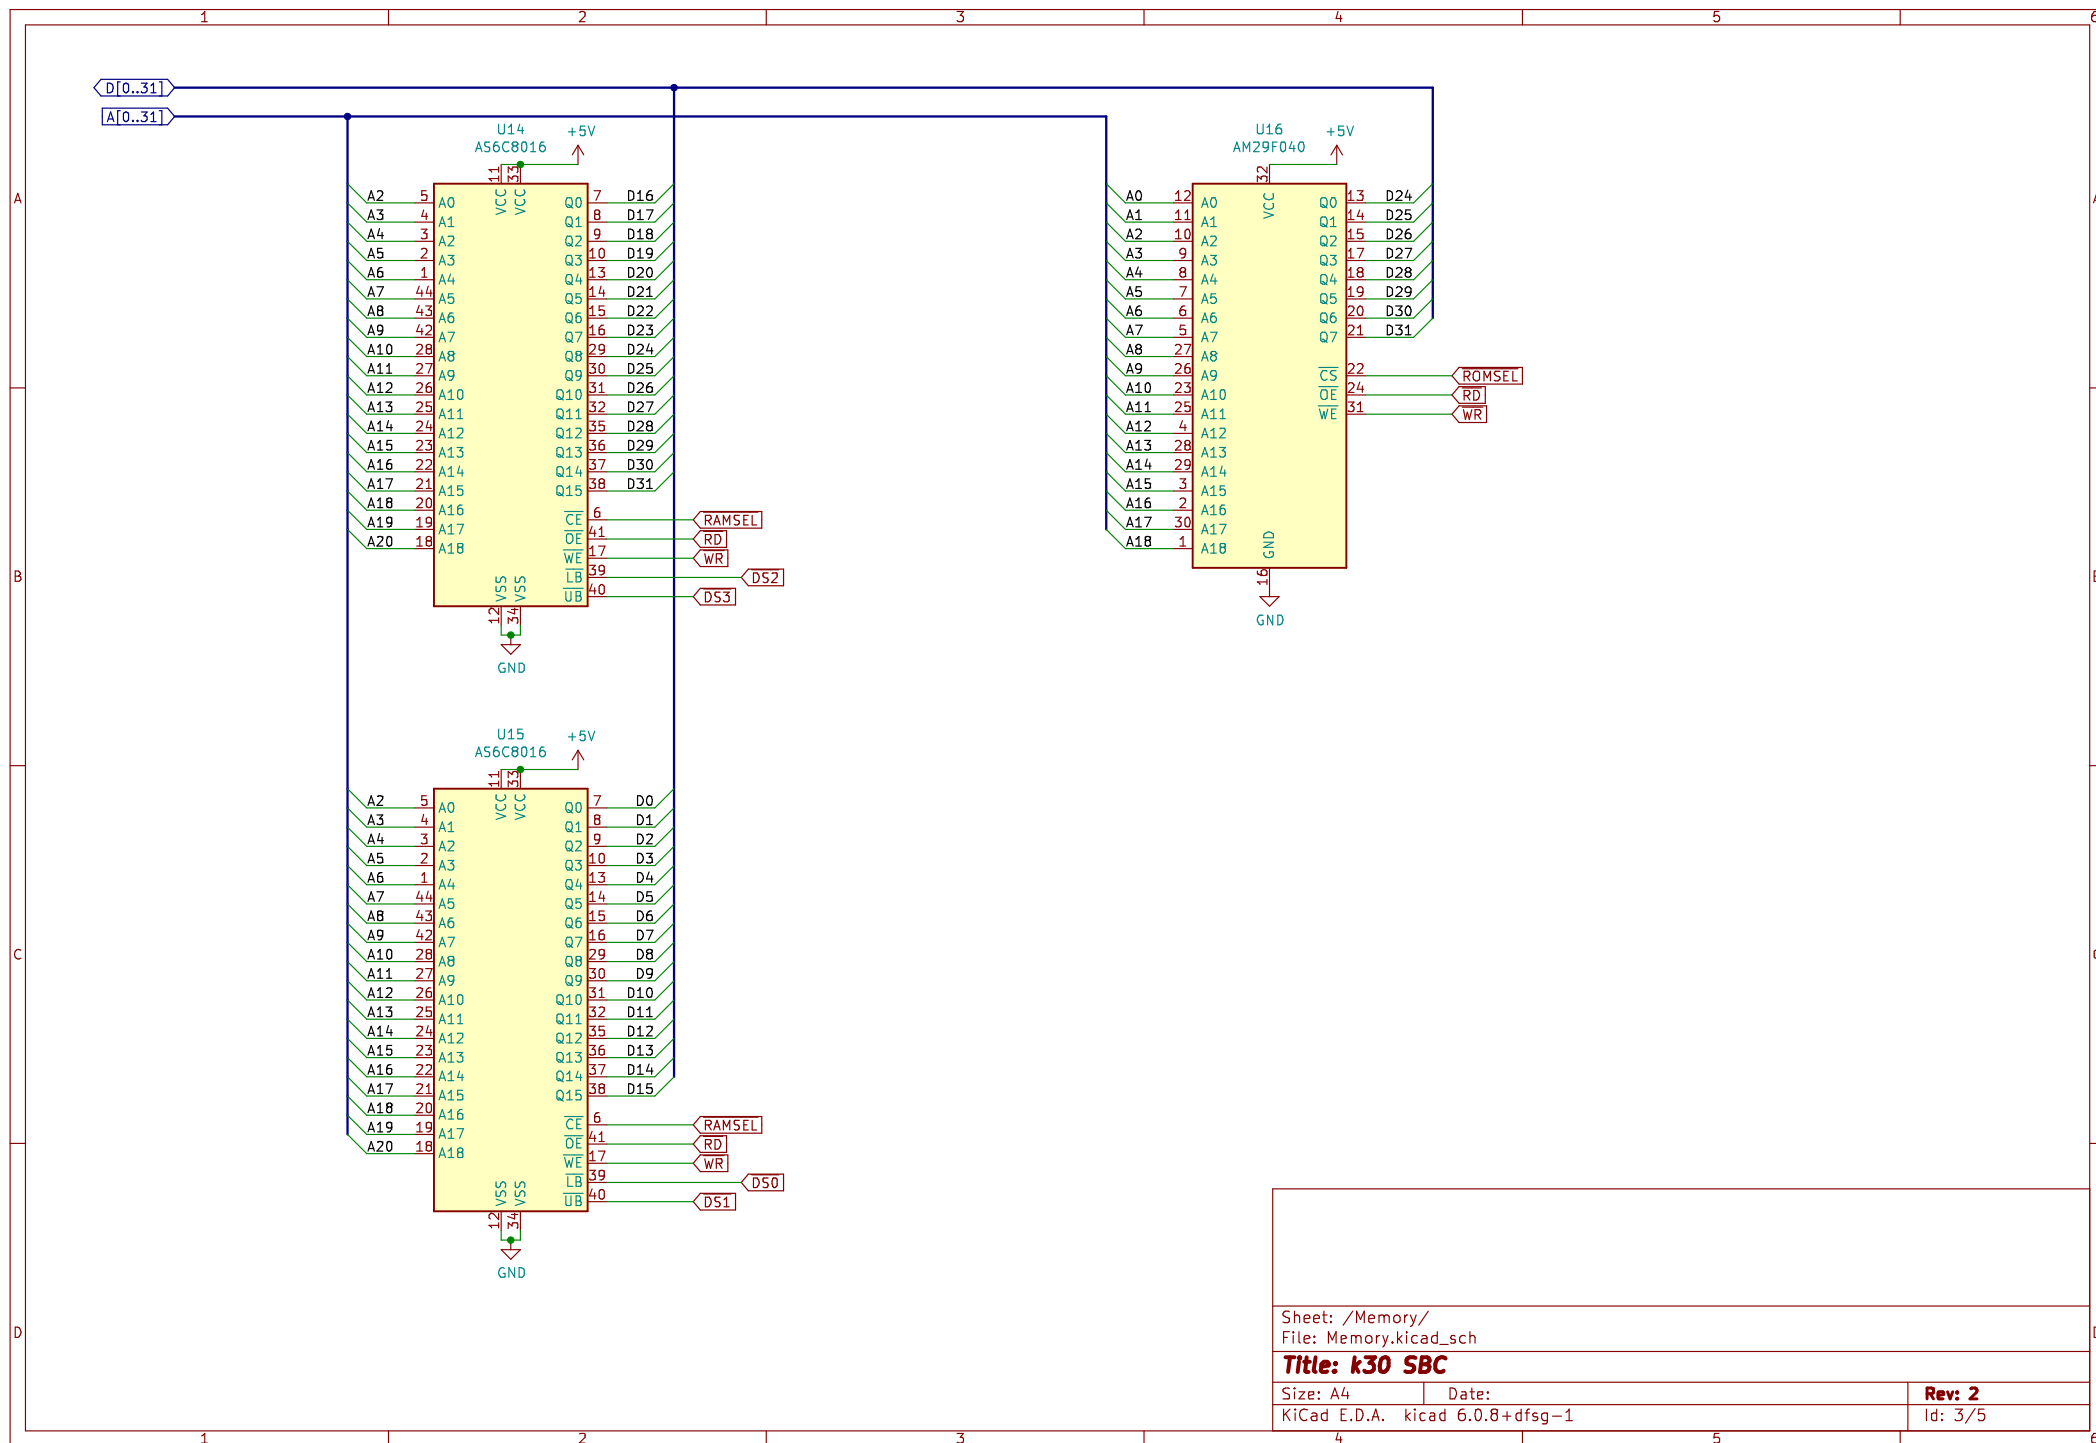 1 2 3 4 5 6
D[0..31]
A[0..31]
U14
AS6C8016
+5V
11 33
VCC VCC
A2 5 A0 Q0 7 D16
A3 4 A1 Q1 8 D17
A4 3 A2 Q2 9 D18
A5 2 A3 Q3 10 D19
A6 1 A4 Q4 13 D20
A7 44 A5 Q5 14 D21
A8 43 A6 Q6 15 D22
A9 42 A7 Q7 16 D23
A10 28 A8 Q8 29 D24
A11 27 A9 Q9 30 D25
A12 26 A10 Q10 31 D26
A13 25 A11 Q11 32 D27
A14 24 A12 Q12 35 D28
A15 23 A13 Q13 36 D29
A16 22 A14 Q14 37 D30
A17 21 A15 Q15 38 D31
A18 20 A16
A19 19 A17
A20 18 A18
CE 6 RAMSEL
OE 41 RD
WE 17 WR
LB 39 DS2
UB 40 DS3
VSS VSS
12 34
GND
U16
AM29F040
+5V
32
VCC
A0 12 A0 Q0 13 D24
A1 11 A1 Q1 14 D25
A2 10 A2 Q2 15 D26
A3 9 A3 Q3 17 D27
A4 8 A4 Q4 18 D28
A5 7 A5 Q5 19 D29
A6 6 A6 Q6 20 D30
A7 5 A7 Q7 21 D31
A8 27 A8
A9 26 A9 CS 22 ROMSEL
A10 23 A10 OE 24 RD
A11 25 A11 WE 31 WR
A12 4 A12
A13 28 A13
A14 29 A14
A15 3 A15
A16 2 A16
A17 30 A17
A18 1 A18
GND
16
GND
U15
AS6C8016
+5V
11 33
VCC VCC
A2 5 A0 Q0 7 D0
A3 4 A1 Q1 8 D1
A4 3 A2 Q2 9 D2
A5 2 A3 Q3 10 D3
A6 1 A4 Q4 13 D4
A7 44 A5 Q5 14 D5
A8 43 A6 Q6 15 D6
A9 42 A7 Q7 16 D7
A10 28 A8 Q8 29 D8
A11 27 A9 Q9 30 D9
A12 26 A10 Q10 31 D10
A13 25 A11 Q11 32 D11
A14 24 A12 Q12 35 D12
A15 23 A13 Q13 36 D13
A16 22 A14 Q14 37 D14
A17 21 A15 Q15 38 D15
A18 20 A16
A19 19 A17
A20 18 A18
CE 6 RAMSEL
OE 41 RD
WE 17 WR
LB 39 DS0
UB 40 DS1
VSS VSS
12 34
GND
A
B
C
D
Sheet: /Memory/
File: Memory.kicad_sch
Title: k30 SBC
Size: A4 Date: Rev: 2
KiCad E.D.A. kicad 6.0.8+dfsg-1 Id: 3/5
1 2 3 4 5 6